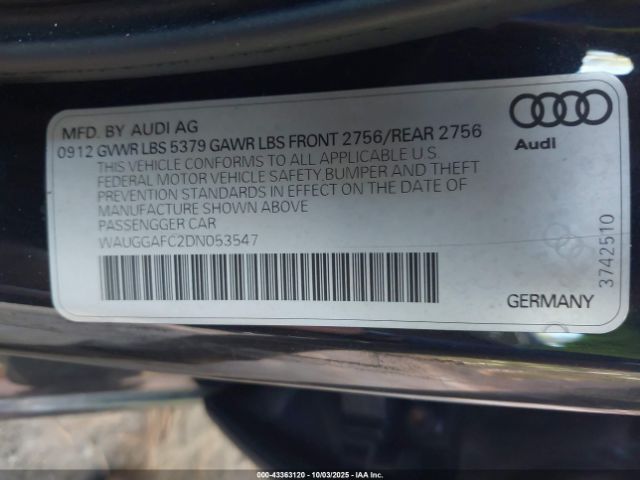 MFD. BY AUDI AG
0912 GVWR LBS 5379 GAWR LBS FRONT 2756/REAR 2756
THIS VEHICLE CONFORMS TO ALL APPLICABLE U.S.
FEDERAL MOTOR VEHICLE SAFETY,BUMPER AND THEFT
PREVENTION STANDARDS IN EFFECT ON THE DATE OF
MANUFACTURE SHOWN ABOVE
PASSENGGER CAR
WAUGGAFC2DN053547
Audi
3742510
GERMANY
000-43363120 10/03/2025 IAAI.COM